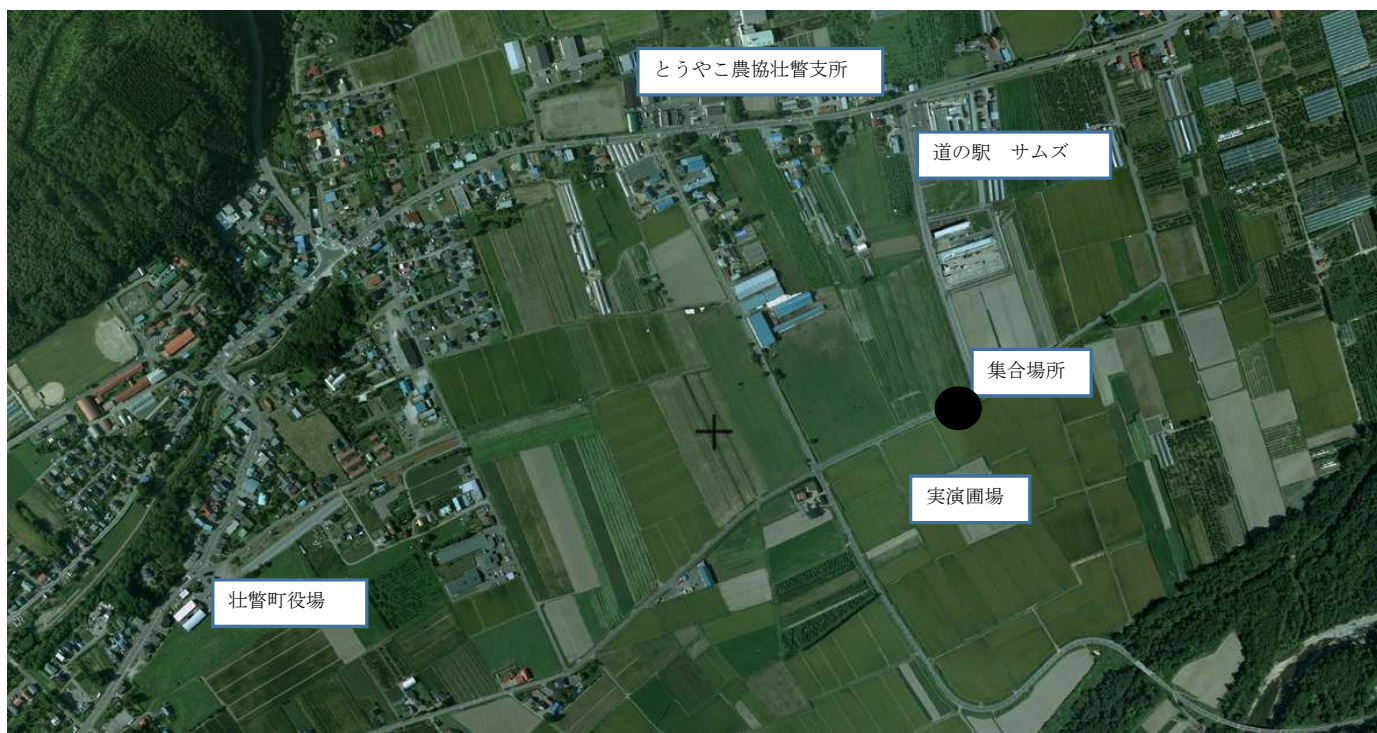 とうやこ農協壮瞥支所
道の駅　サムズ
集合場所
実演圃場
壮瞥町役場